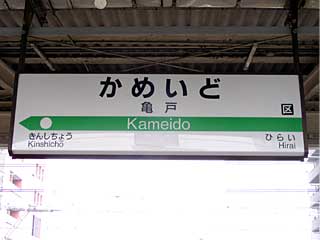 かめいど
亀戸
区
Kameido
きんしちょう
Kinshichō
ひらい
Hirai